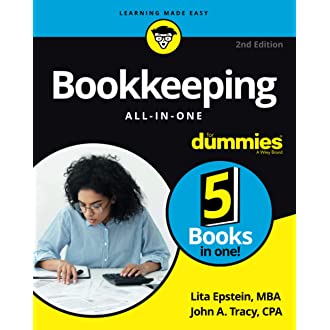 LEARNING MADE EASY
2nd Edition
Bookkeeping
ALL-IN-ONE
for
dummies
A Wiley Brand
5
Books
in one!
Lita Epstein, MBA
John A. Tracy, CPA